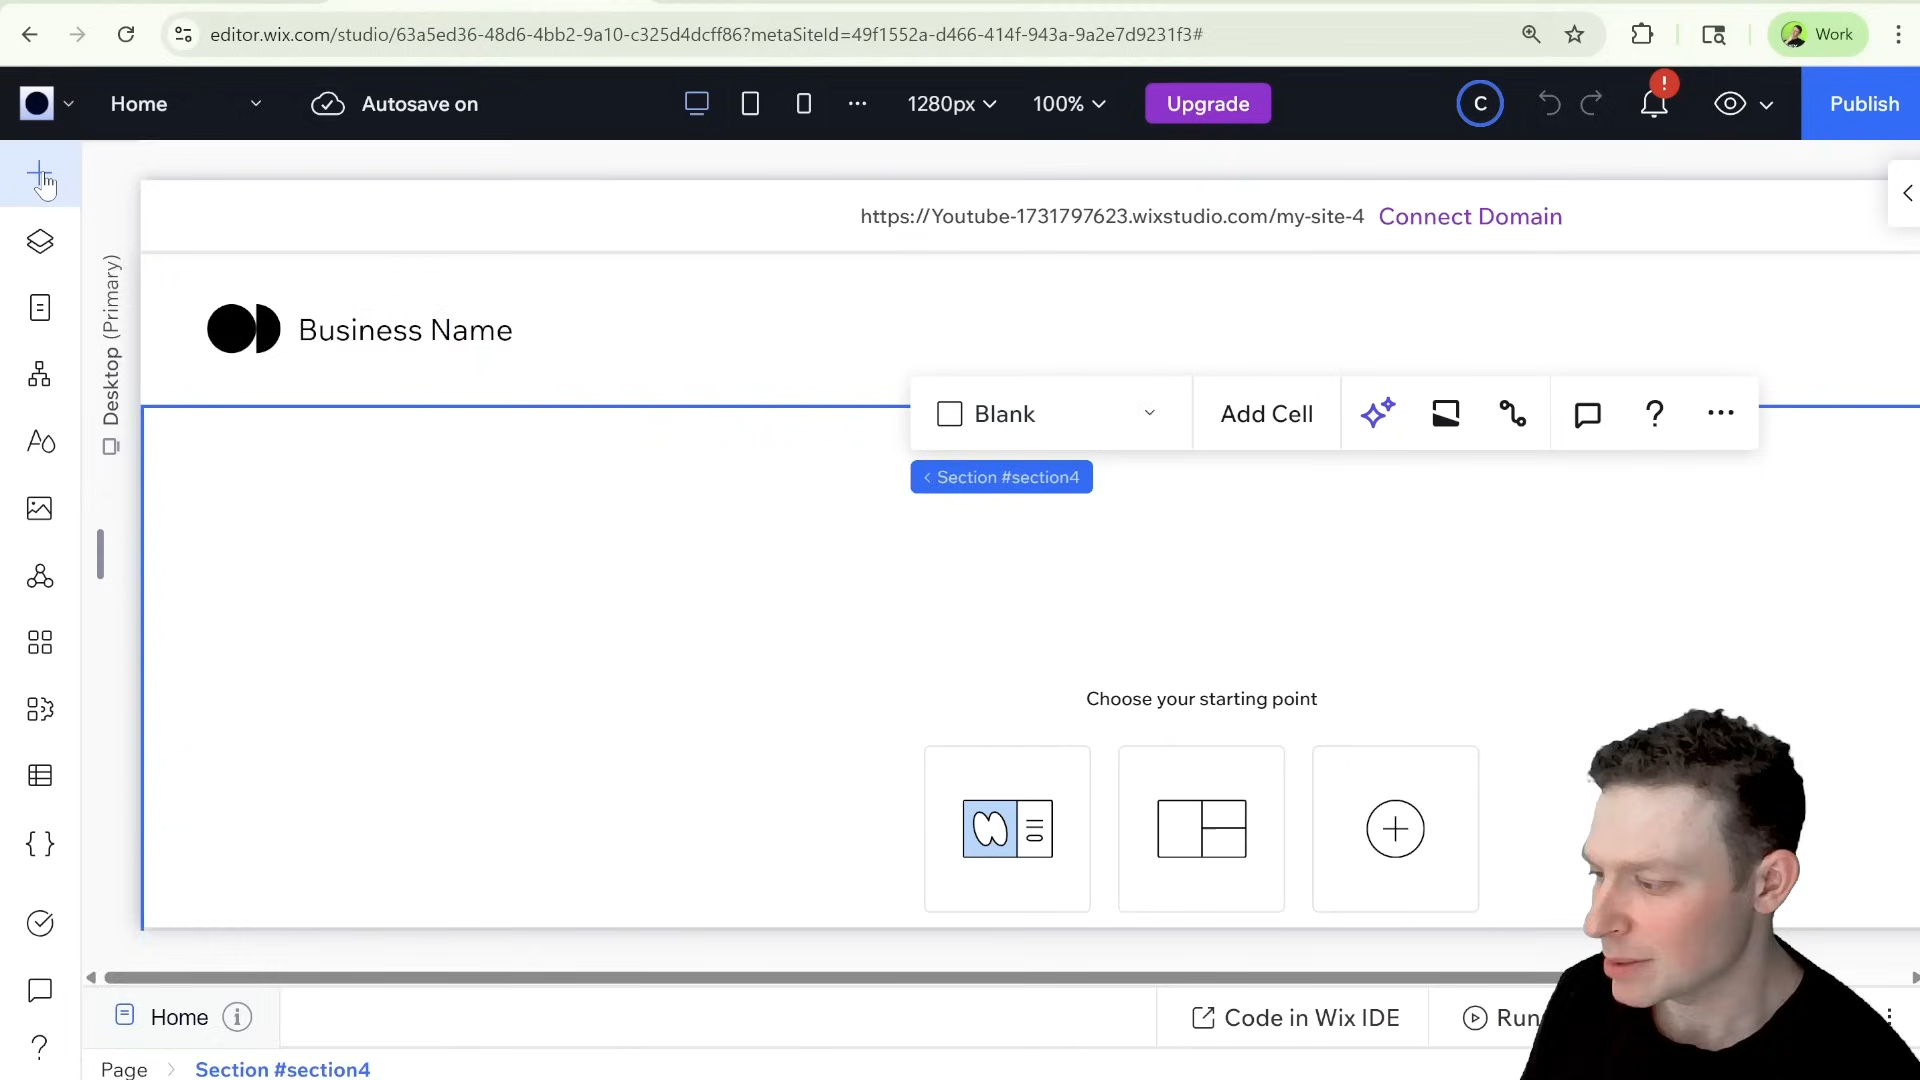 editor.wix.com/studio/63a5ed36-48d6-4bb2-9a10-c325d4dcff86?metaSiteId=49f1552a-d466-414f-943a-9a2e7d9231f3#
Work
Home
Autosave on
1280px
100%
Upgrade
C
!
Publish
https://Youtube-1731797623.wixstudio.com/my-site-4 Connect Domain
Desktop (Primary)
Business Name
Blank
Add Cell
?
< Section #section4
Choose your starting point
Home
Code in Wix IDE
Run
?
Page > Section #section4